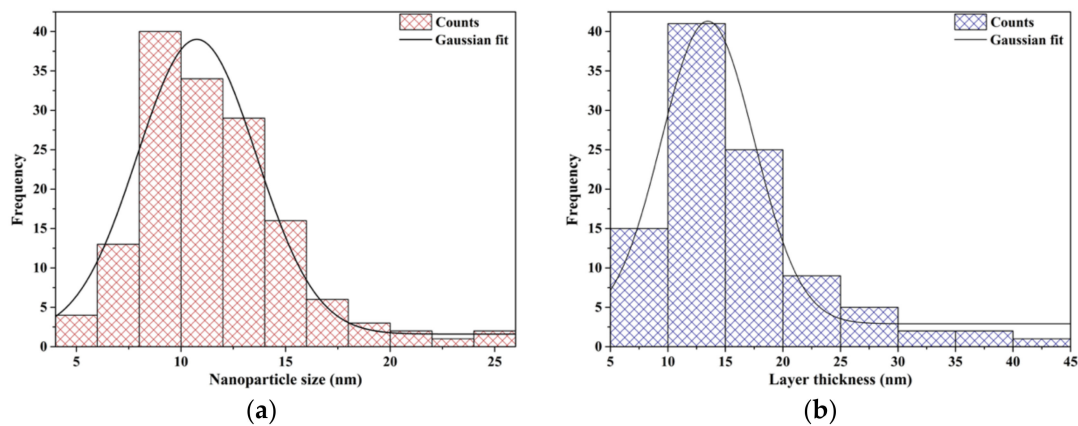 Counts
Gaussian fit
40
35
30
25
20
15
10
5
0
Frequency
5 10 15 20 25
Nanoparticle size (nm)
(a)
Counts
Gaussian fit
40
35
30
25
20
15
10
5
0
Frequency
5 10 15 20 25 30 35 40 45
Layer thickness (nm)
(b)